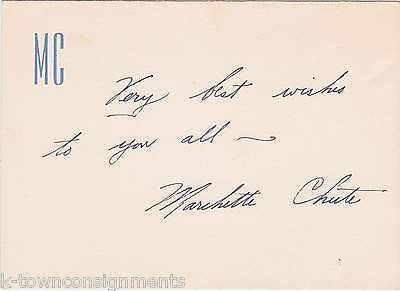 MC
Very best wishes
to you all ~
Marchette Chute
k-townconsignments